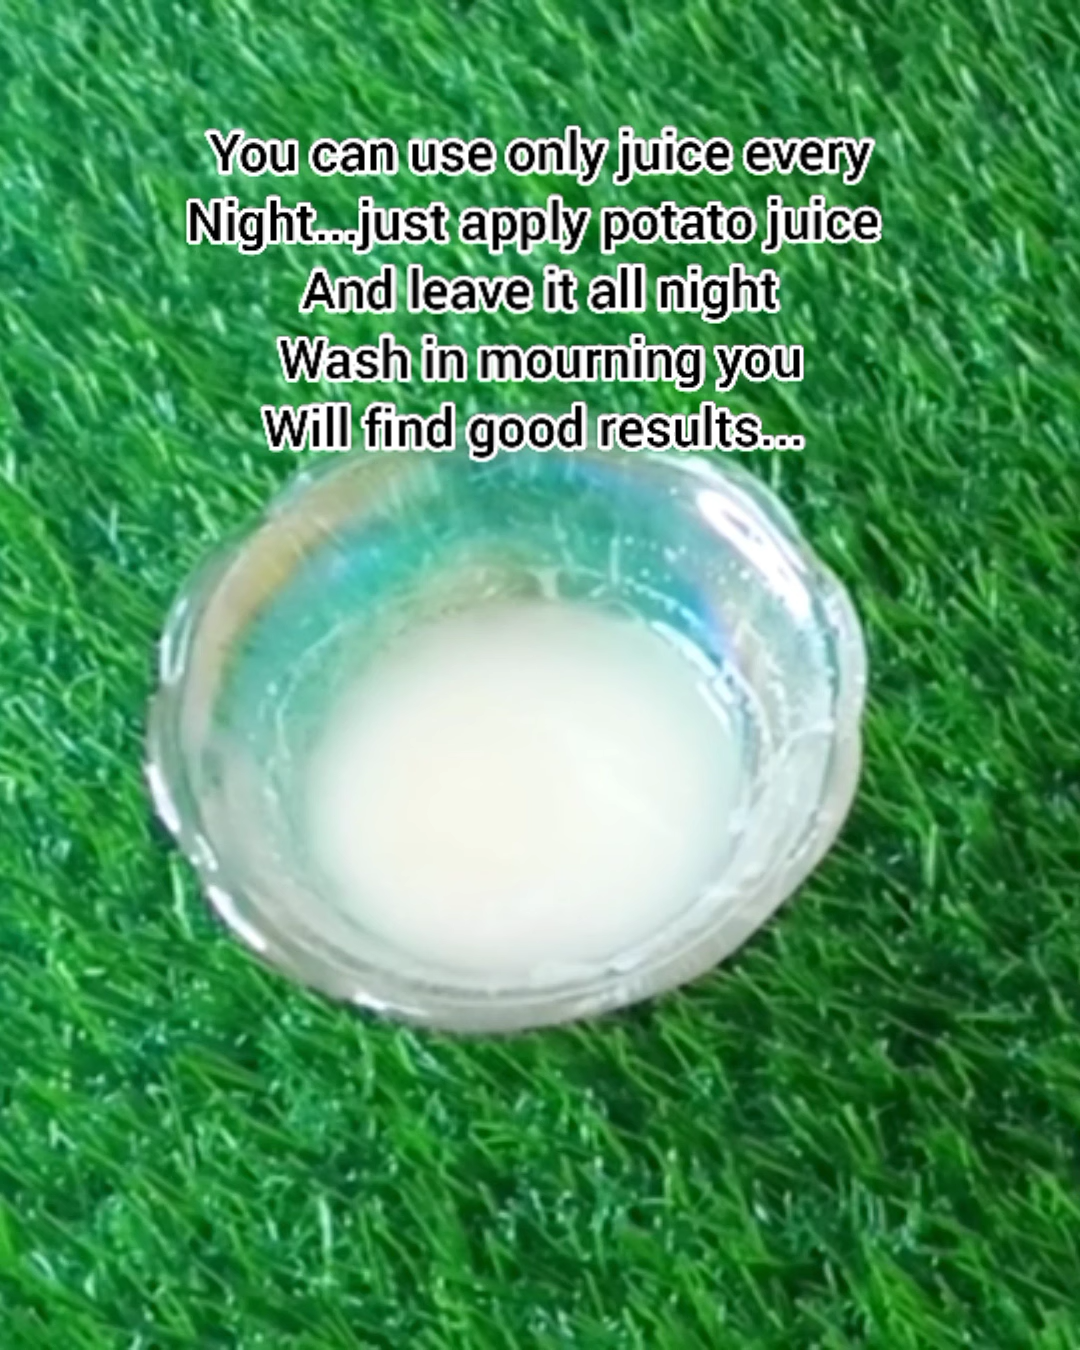 You can use only juice every
Night...just apply potato juice
And leave it all night
Wash in mourning you
Will find good results...